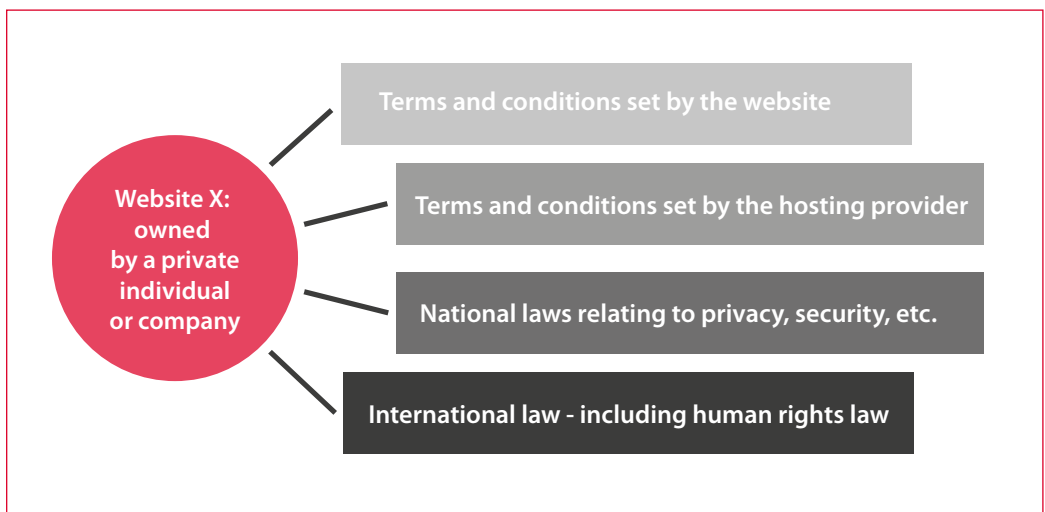 Terms and conditions set by the website
Website X:
owned
by a private
individual
or company
Terms and conditions set by the hosting provider
National laws relating to privacy, security, etc.
International law - including human rights law